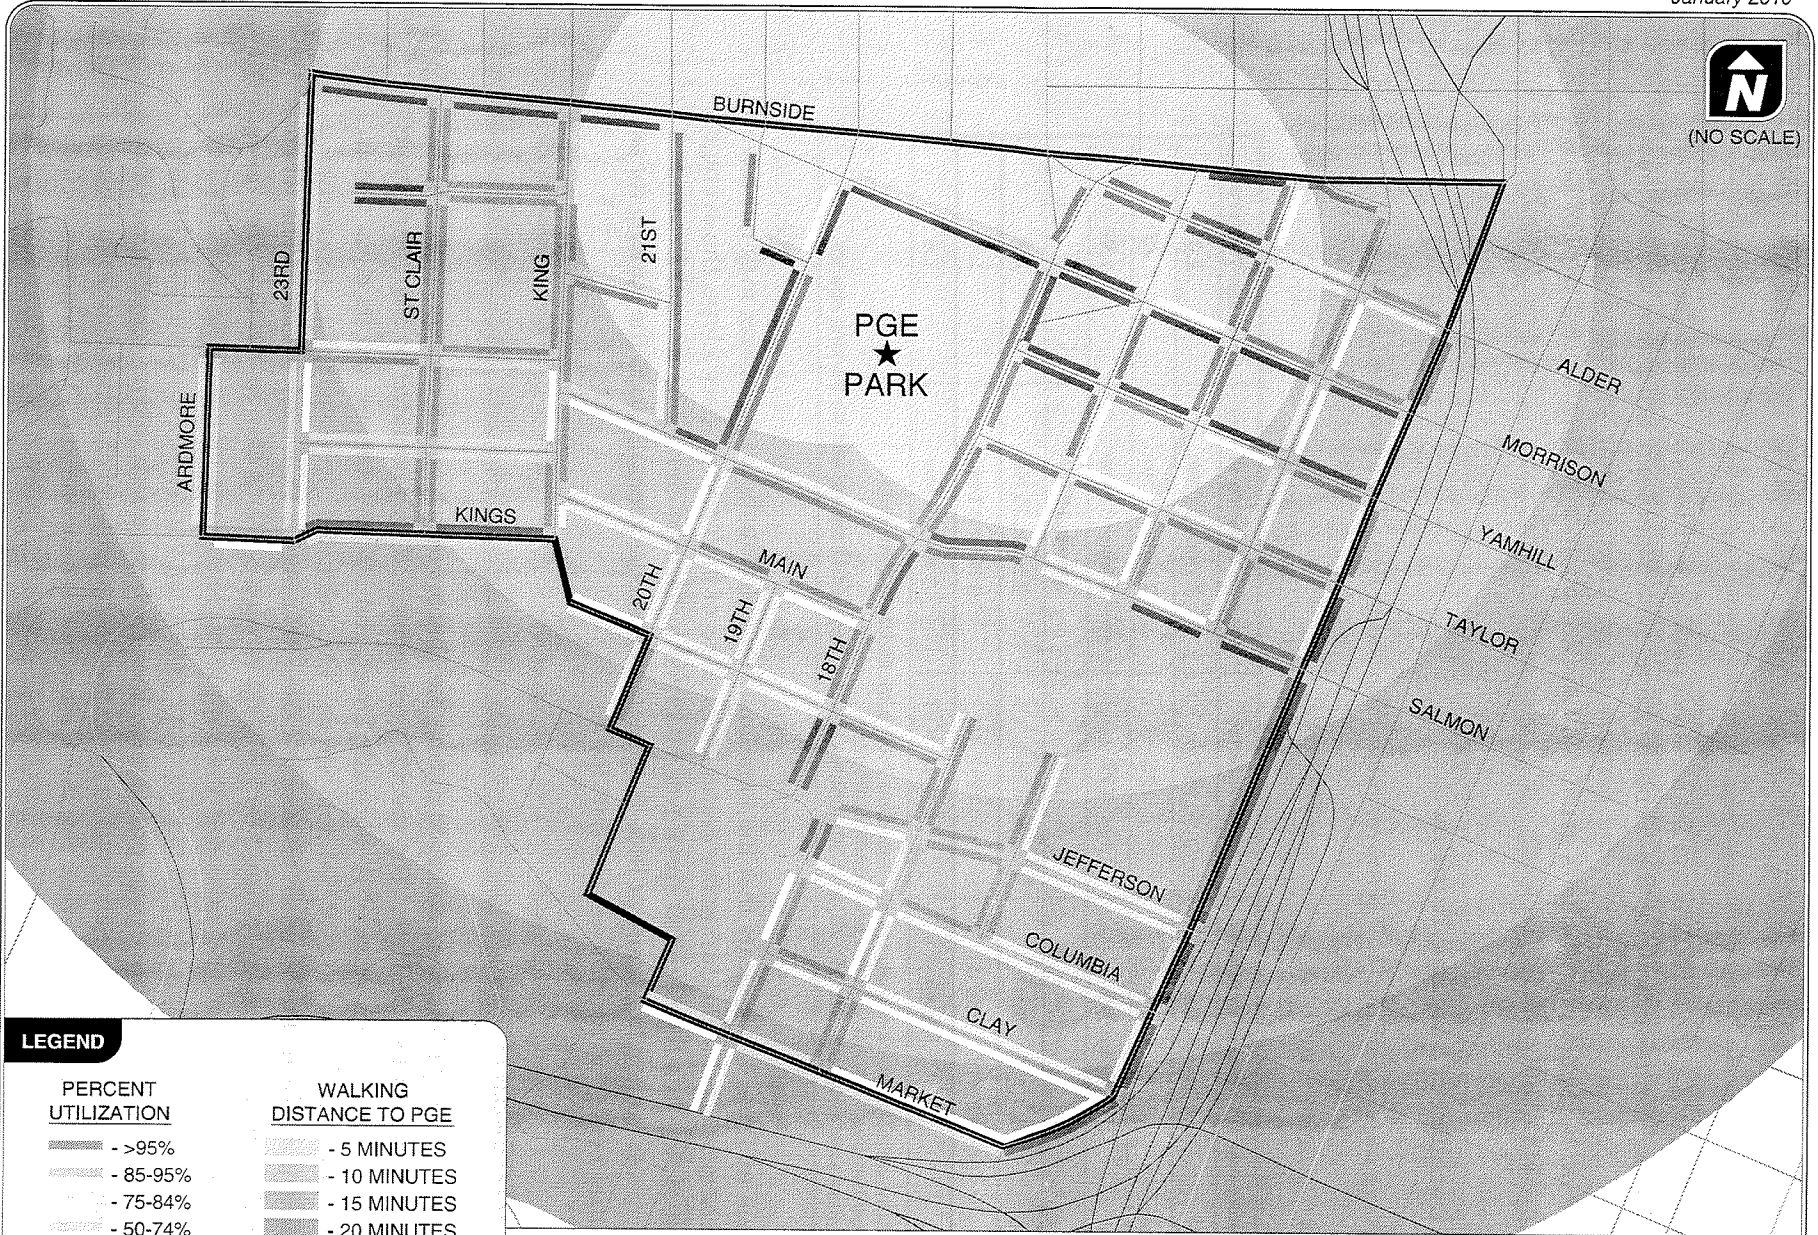 January 2010
N
(NO SCALE)
BURNSIDE
23RD
ST CLAIR
KING
21ST
PGE
PARK
ARDMORE
KINGS
MAIN
20TH
19TH
18TH
ALDER
MORRISON
YAMHILL
TAYLOR
SALMON
JEFFERSON
COLUMBIA
CLAY
MARKET
LEGEND
PERCENT
UTILIZATION
- >95%
- 85-95%
- 75-84%
- 50-74%
WALKING
DISTANCE TO PGE
- 5 MINUTES
- 10 MINUTES
- 15 MINUTES
- 20 MINUTES